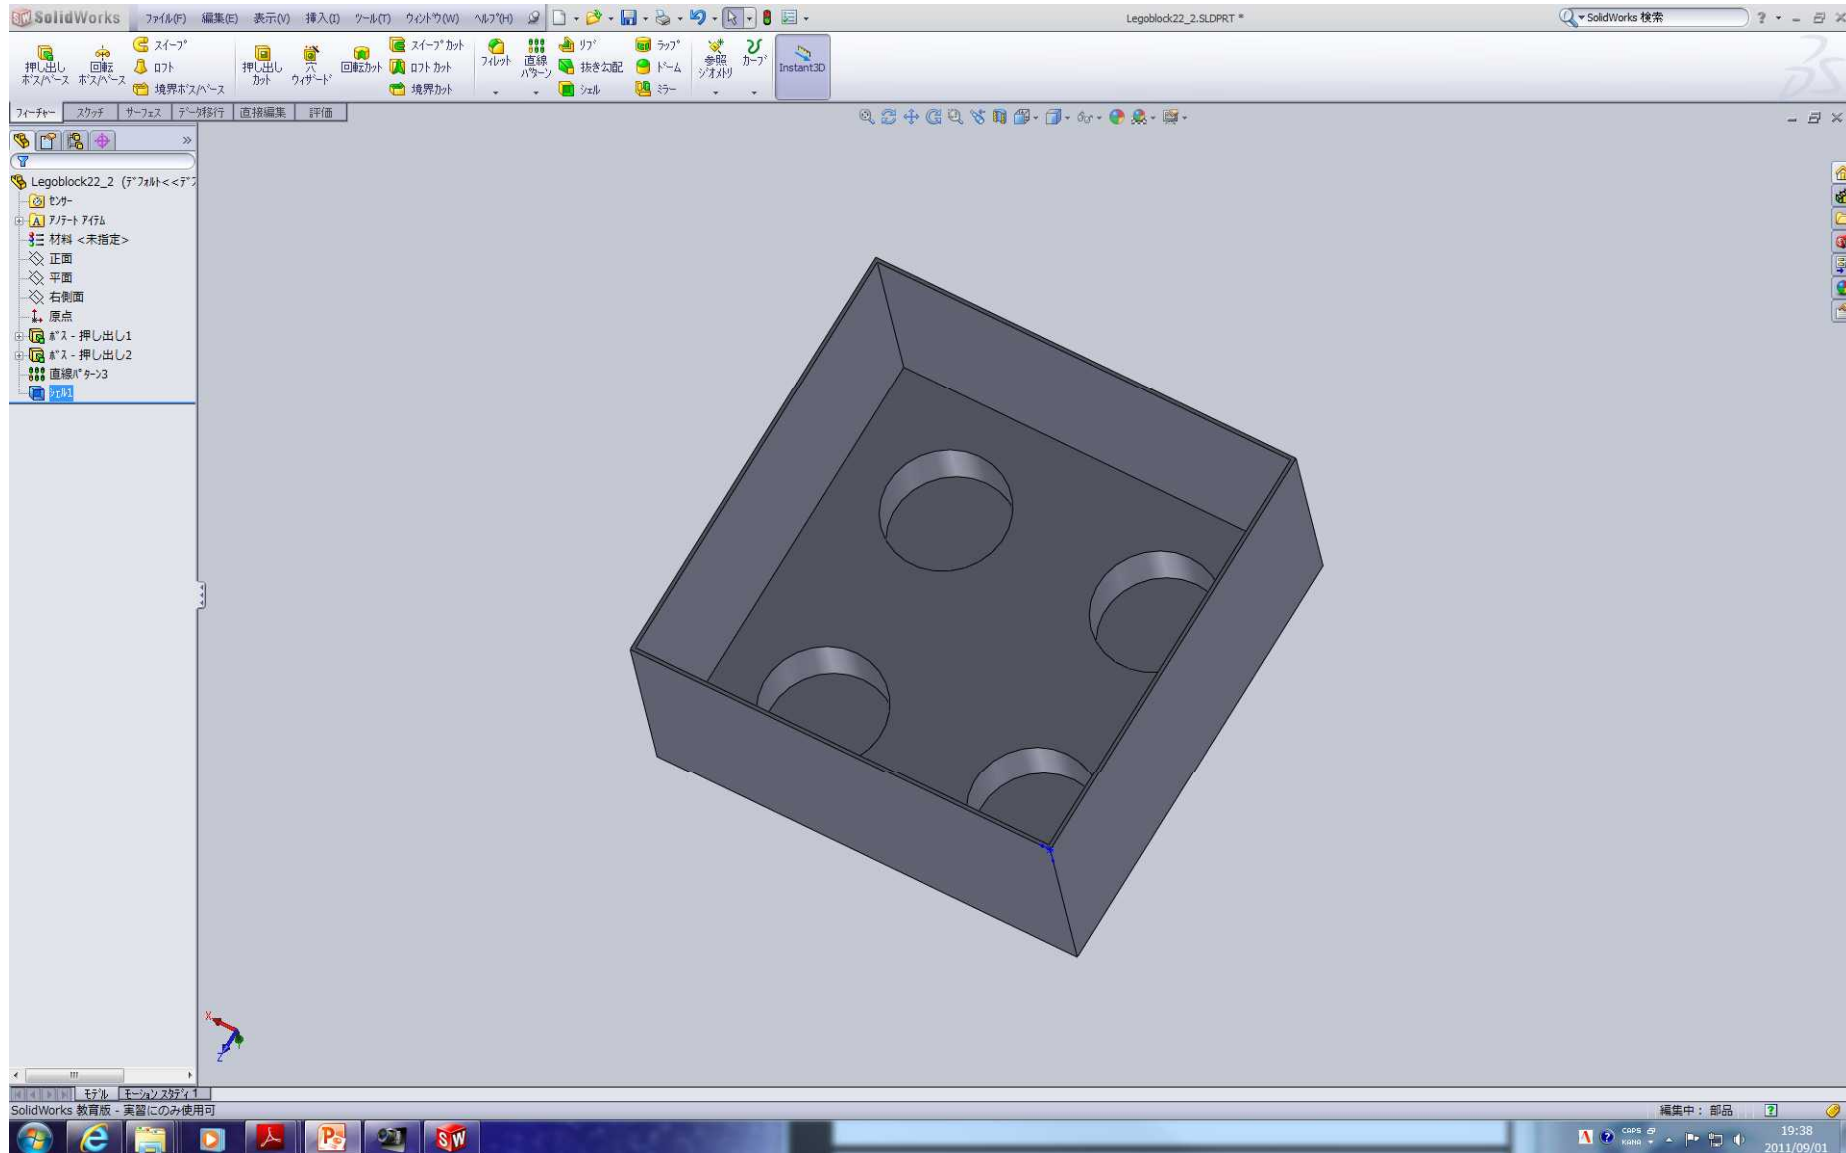 SolidWorks ファイル(F) 編集(E) 表示(V) 挿入(I) ツール(T) ウィンドウ(W) ヘルプ(H) Legoblock22_2.SLDPRT * SolidWorks 検索 ?
押し出し ボス/ベース
回転 ボス/ベース
スイープ
ロフト
境界ボス/ベース
押し出し カット
穴 ウィザード
回転カット
スイープ カット
ロフト カット
境界カット
フィレット
直線 パターン
リブ
抜き勾配
シェル
ラップ
ドーム
ミラー
参照 ジオメトリ
カーブ
Instant3D
フィーチャー スケッチ サーフェス データ移行 直接編集 評価
Legoblock22_2 (デフォルト<<デフ
センサー
アノテート アイテム
材料 <未指定>
正面
平面
右側面
原点
ボス - 押し出し1
ボス - 押し出し2
直線パターン3
シェル1
X
Z
モデル モーション スタディ 1
SolidWorks 教育版 - 実習にのみ使用可 編集中: 部品
CAPS
KANA
19:38
2011/09/01